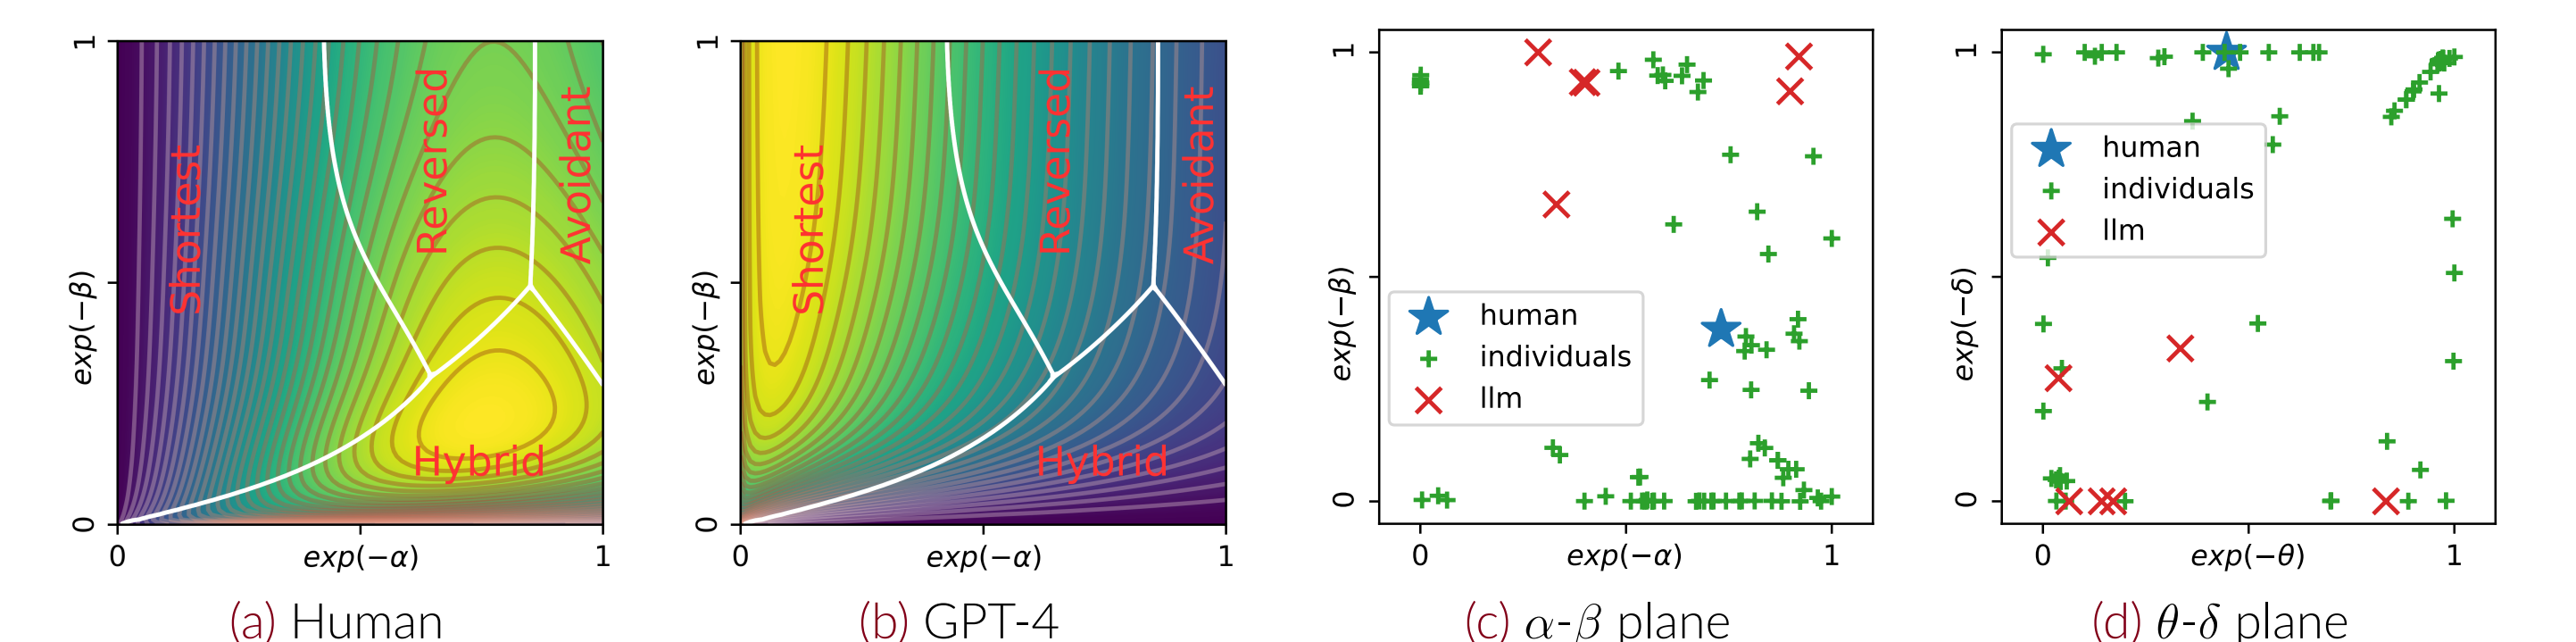 1
exp(−β)
0
Shortest
Reversed
Avoidant
Hybrid
0
exp(−α)
1
(a) Human
1
exp(−β)
0
Shortest
Reversed
Avoidant
Hybrid
0
exp(−α)
1
(b) GPT-4
1
exp(−β)
0
human
individuals
llm
0
exp(−α)
1
(c) α-β plane
1
exp(−δ)
0
human
individuals
llm
0
exp(−θ)
1
(d) θ-δ plane